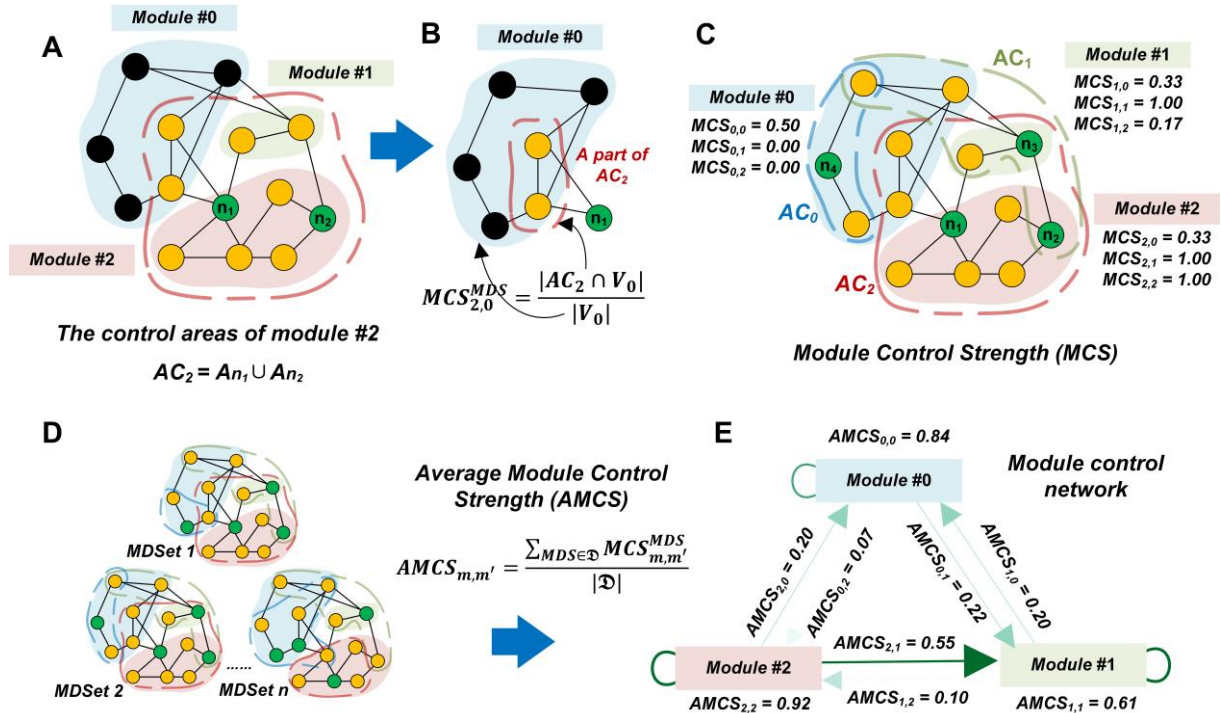 A
Module #0
Module #1
n1
n2
Module #2
The control areas of module #2
AC2 = An1 ∪ An2
B
Module #0
A part of
AC2
n1
MCS2,0^MDS = |AC2 ∩ V0| / |V0|
C
AC1
Module #1
MCS1,0 = 0.33
MCS1,1 = 1.00
MCS1,2 = 0.17
Module #0
MCS0,0 = 0.50
MCS0,1 = 0.00
MCS0,2 = 0.00
n3
n4
AC0
n1
n2
AC2
Module #2
MCS2,0 = 0.33
MCS2,1 = 1.00
MCS2,2 = 1.00
Module Control Strength (MCS)
D
MDSet 1
MDSet 2
......
MDSet n
Average Module Control
Strength (AMCS)
AMCSm,m′ = ∑MDS∈𝔇 MCSm,m′^MDS / |𝔇|
E
AMCS0,0 = 0.84
Module #0
Module control
network
AMCS2,0 = 0.20
AMCS0,2 = 0.07
AMCS0,1 = 0.22
AMCS1,0 = 0.20
AMCS2,1 = 0.55
Module #2
Module #1
AMCS1,2 = 0.10
AMCS2,2 = 0.92
AMCS1,1 = 0.61